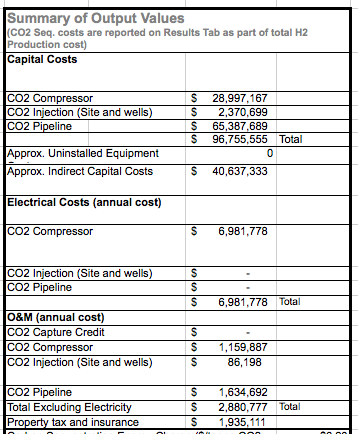 Summary of Output Values
(CO2 Seq. costs are reported on Results Tab as part of total H2
Production cost)
Capital Costs
CO2 Compressor $ 28,997,167
CO2 Injection (Site and wells) $ 2,370,699
CO2 Pipeline $ 65,387,689
$ 96,755,555 Total
Approx. Uninstalled Equipment 0
Approx. Indirect Capital Costs $ 40,637,333
Electrical Costs (annual cost)
CO2 Compressor $ 6,981,778
CO2 Injection (Site and wells) $ -
CO2 Pipeline $ -
$ 6,981,778 Total
O&M (annual cost)
CO2 Capture Credit $ -
CO2 Compressor $ 1,159,887
CO2 Injection (Site and wells) $ 86,198
CO2 Pipeline $ 1,634,692
Total Excluding Electricity $ 2,880,777 Total
Property tax and insurance $ 1,935,111